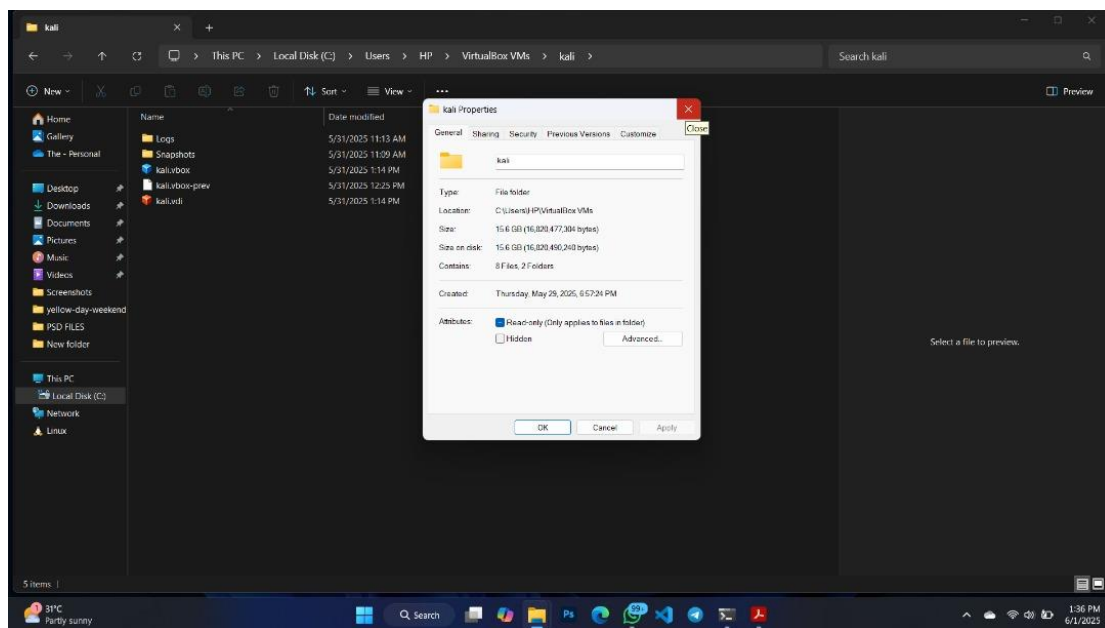 kali
This PC > Local Disk (C:) > Users > HP > VirtualBox VMs > kali >
Search kali
New
Sort
View
Preview
Home
Gallery
The - Personal
Desktop
Downloads
Documents
Pictures
Music
Videos
Screenshots
yellow-day-weekend
PSD FILES
New folder
This PC
Local Disk (C:)
Network
Linux
Name Date modified
Logs 5/31/2025 11:13 AM
Snapshots 5/31/2025 11:09 AM
kali.vbox 5/31/2025 1:14 PM
kali.vbox-prev 5/31/2025 12:25 PM
kali.vdi 5/31/2025 1:14 PM
kali Properties
Close
General Sharing Security Previous Versions Customize
kali
Type: File folder
Location: C:\Users\HP\VirtualBox VMs
Size: 15.6 GB (16,820,477,304 bytes)
Size on disk: 15.6 GB (16,820,490,240 bytes)
Contains: 8 Files, 2 Folders
Created: Thursday, May 29, 2025, 6:57:24 PM
Attributes: Read-only (Only applies to files in folder)
Hidden Advanced...
OK Cancel Apply
Select a file to preview.
5 items
1
31°C
Partly sunny
Search
Ps
99+
1:36 PM
6/1/2025